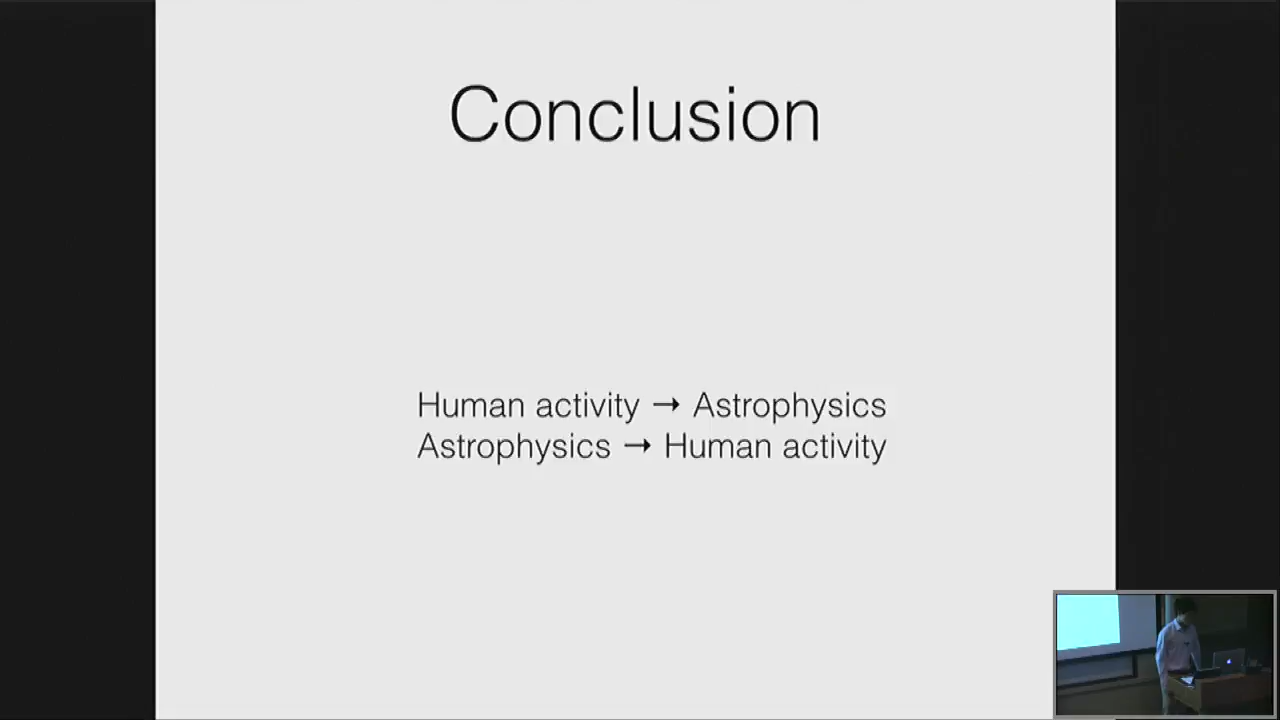 Conclusion
Human activity → Astrophysics
Astrophysics → Human activity